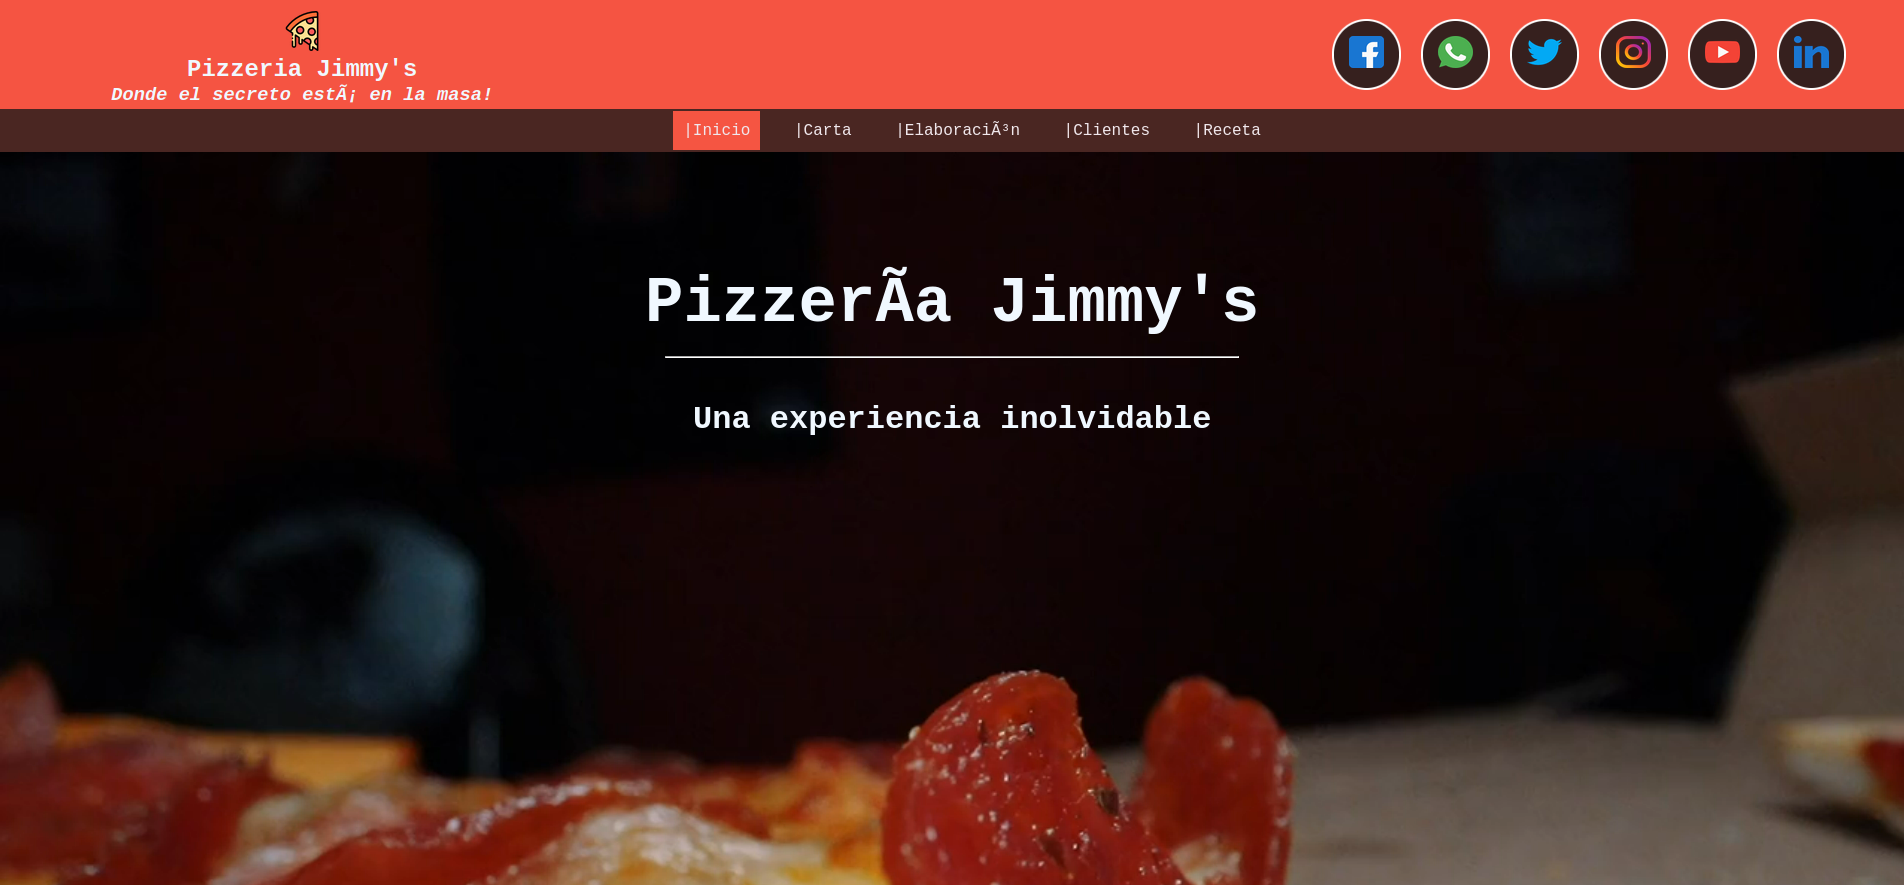 Pizzeria Jimmy's
Donde el secreto estÃ¡ en la masa!
|Inicio |Carta |ElaboraciÃ³n |Clientes |Receta
PizzerÃa Jimmy's
Una experiencia inolvidable